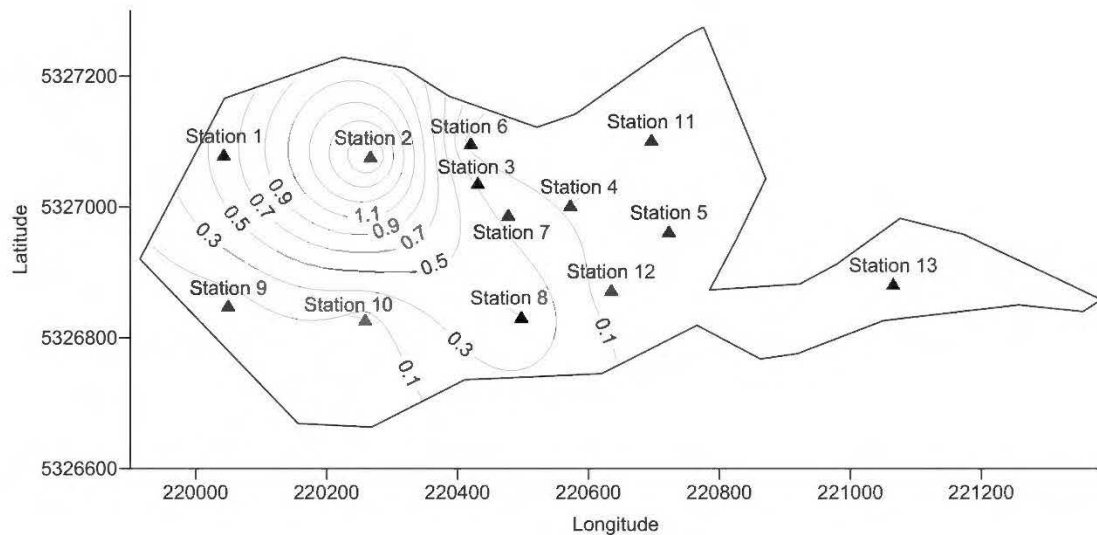 5327200
5327000
5326800
5326600
Latitude
Station 1
Station 2
Station 6
Station 11
Station 3
Station 4
Station 7
Station 5
Station 12
Station 13
Station 9
Station 10
Station 8
0.9
0.7
0.5
0.3
1.1
0.9
0.7
0.5
0.3
0.1
0.1
220000
220200
220400
220600
220800
221000
221200
Longitude